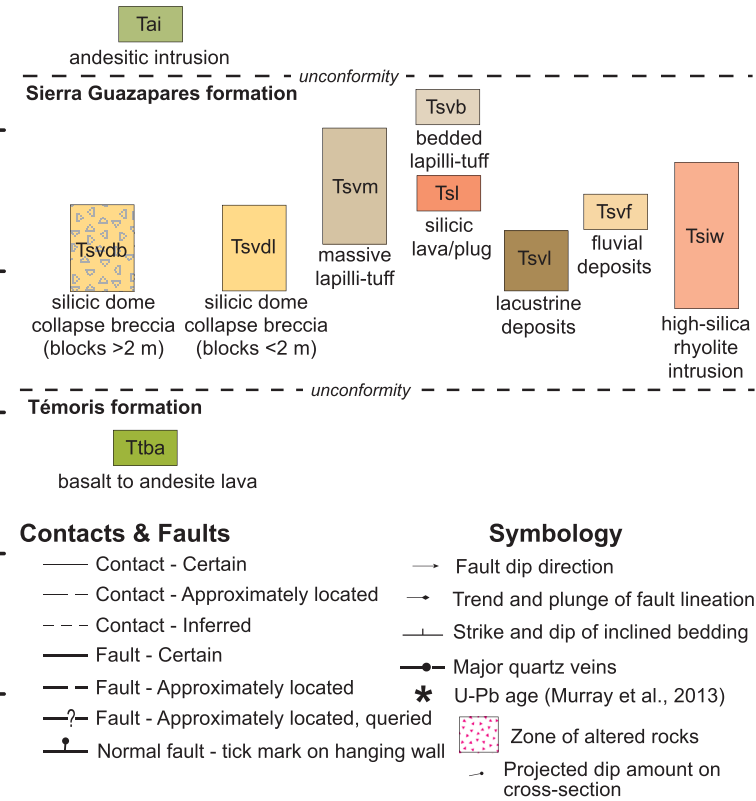 Tai
andesitic intrusion
unconformity
Sierra Guazapares formation
Tsvdb
silicic dome
collapse breccia
(blocks >2 m)
Tsvdl
silicic dome
collapse breccia
(blocks <2 m)
Tsvm
massive
lapilli-tuff
Tsvb
bedded
lapilli-tuff
Tsl
silicic
lava/plug
Tsvl
lacustrine
deposits
Tsvf
fluvial
deposits
Tsiw
high-silica
rhyolite
intrusion
unconformity
Témoris formation
Ttba
basalt to andesite lava
Contacts & Faults
Contact - Certain
Contact - Approximately located
Contact - Inferred
Fault - Certain
Fault - Approximately located
? Fault - Approximately located, queried
Normal fault - tick mark on hanging wall
Symbology
Fault dip direction
Trend and plunge of fault lineation
Strike and dip of inclined bedding
Major quartz veins
* U-Pb age (Murray et al., 2013)
Zone of altered rocks
Projected dip amount on
cross-section